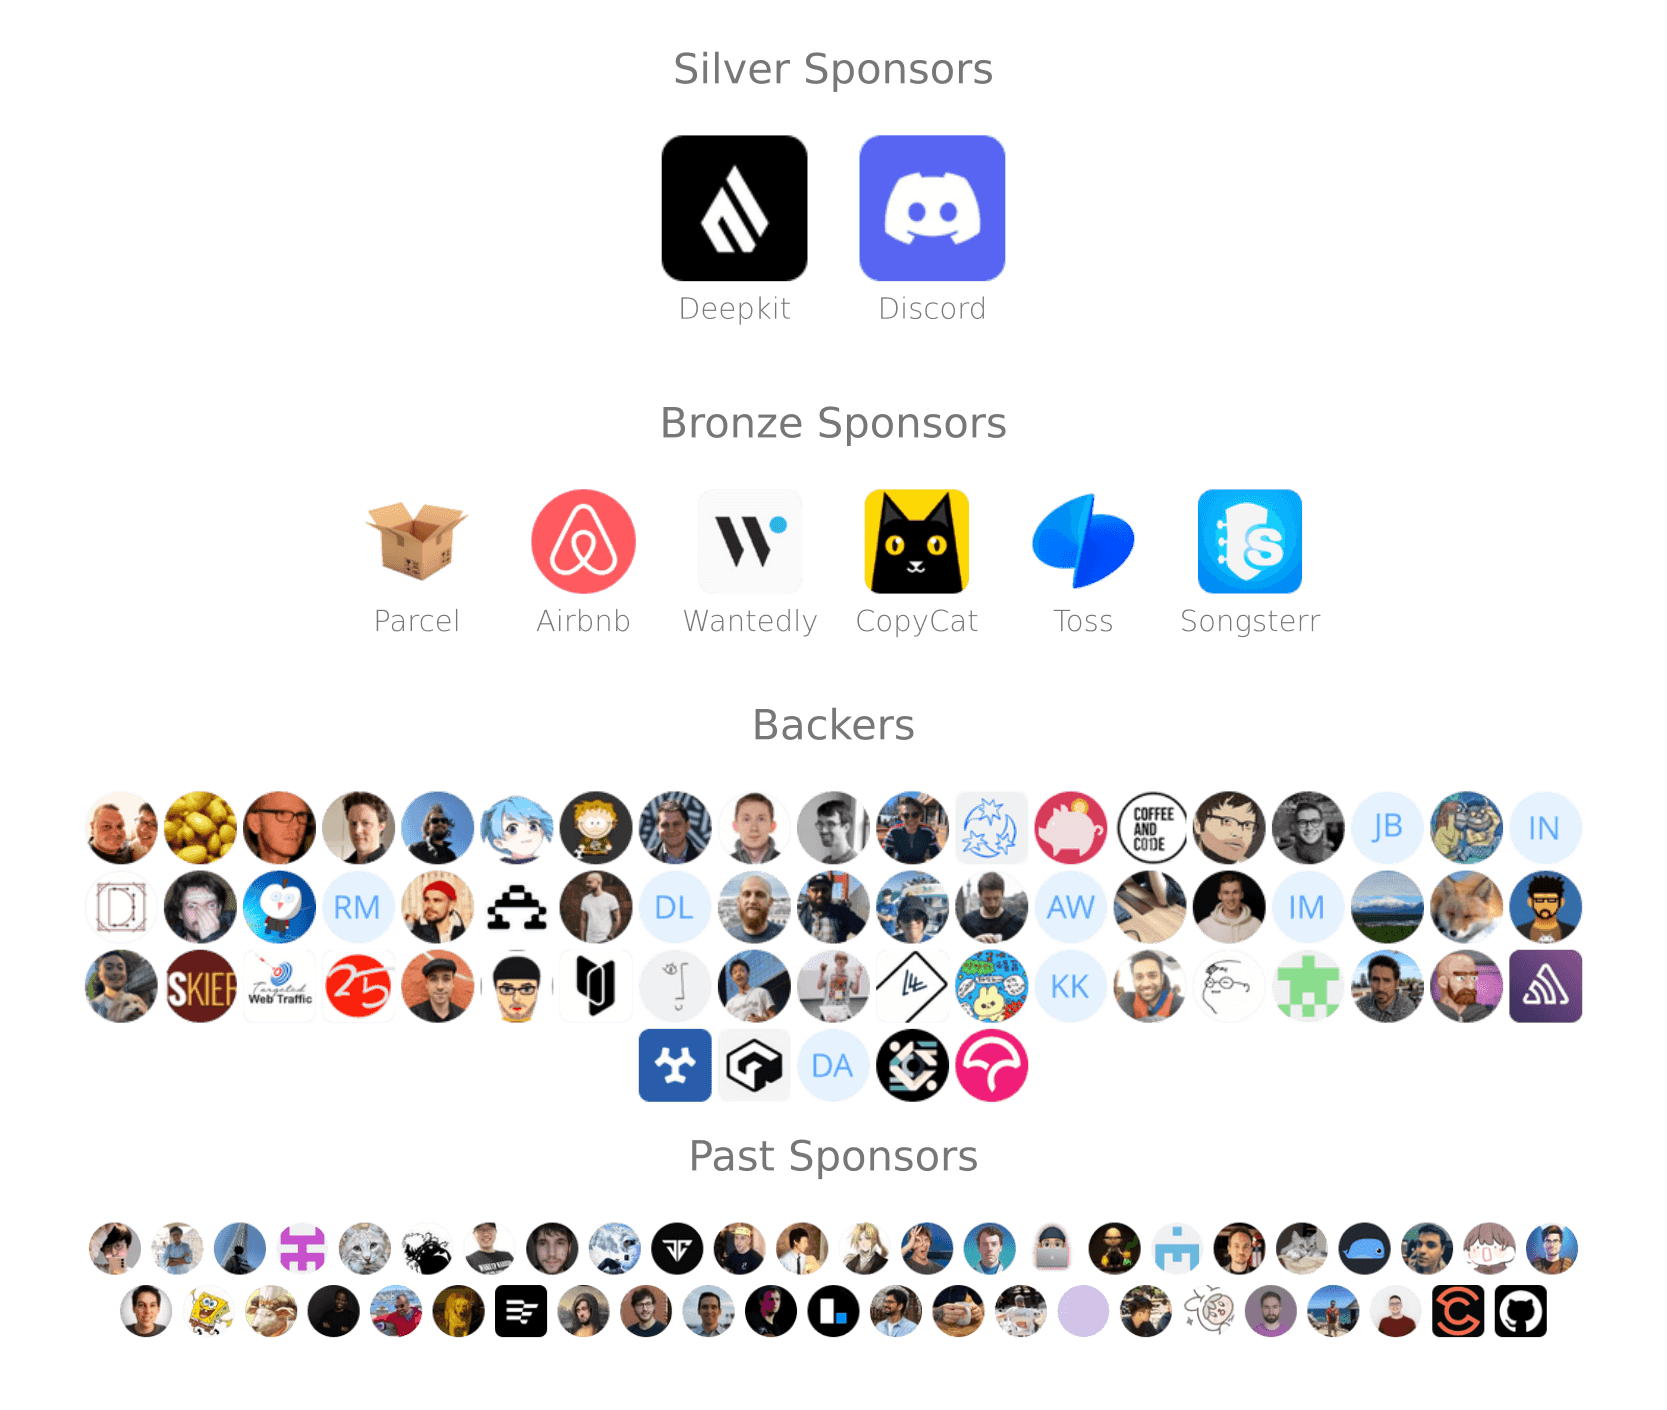 Silver Sponsors
Deepkit
Discord
Bronze Sponsors
Parcel
Airbnb
Wantedly
CopyCat
Toss
Songsterr
Backers
COFFEE
AND
CODE
JB
IN
RM
DL
AW
IM
SKIEF
Targeted
Web Traffic
25
KK
DA
Past Sponsors